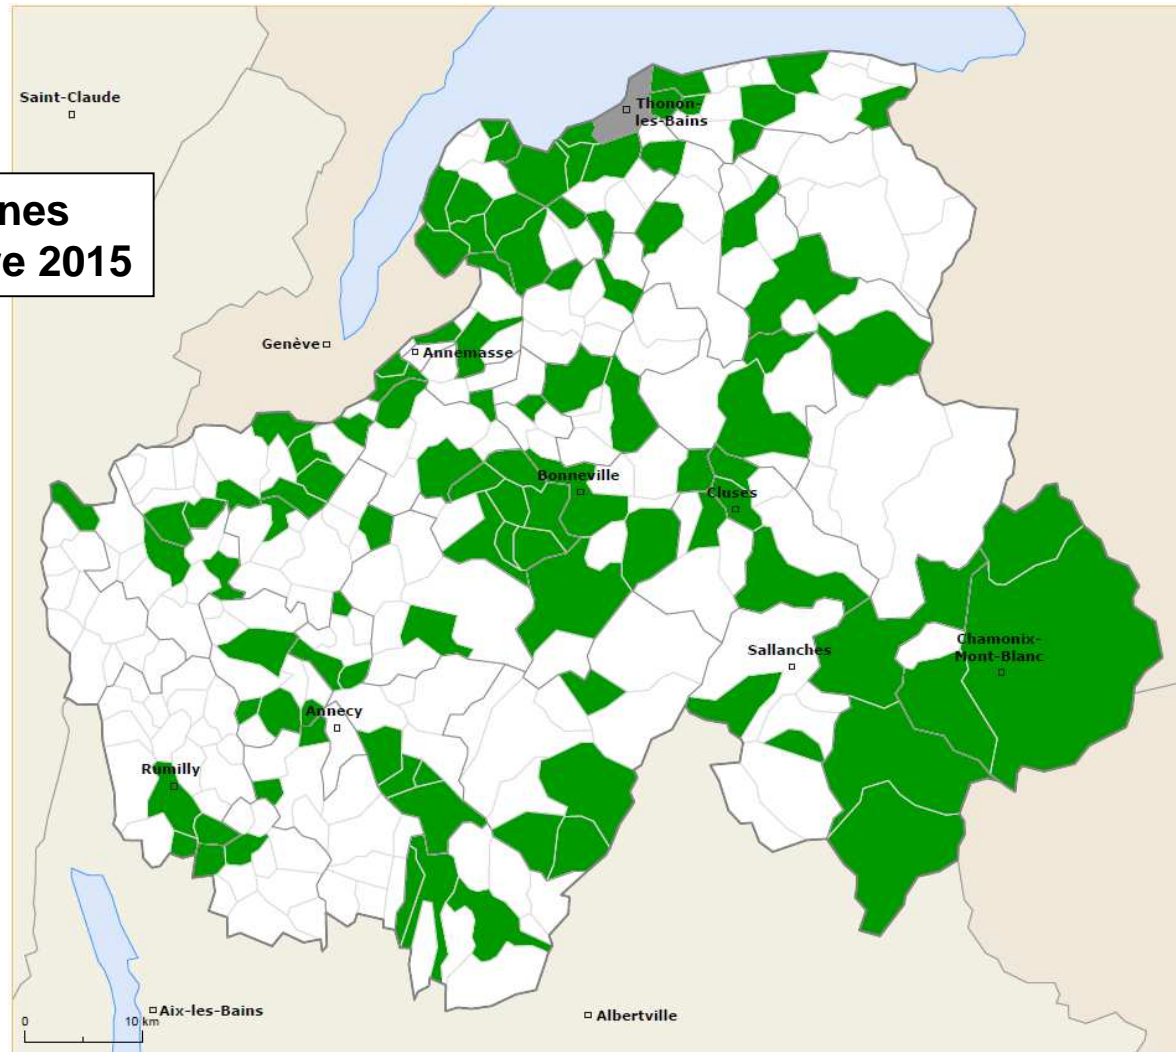 Saint-Claude
Thonon-
les-Bains
nes
e 2015
Genève
Annemasse
Bonneville
Cluses
Chamonix-
Mont-Blanc
Sallanches
Annecy
Rumilly
Aix-les-Bains
0 10 km
Albertville